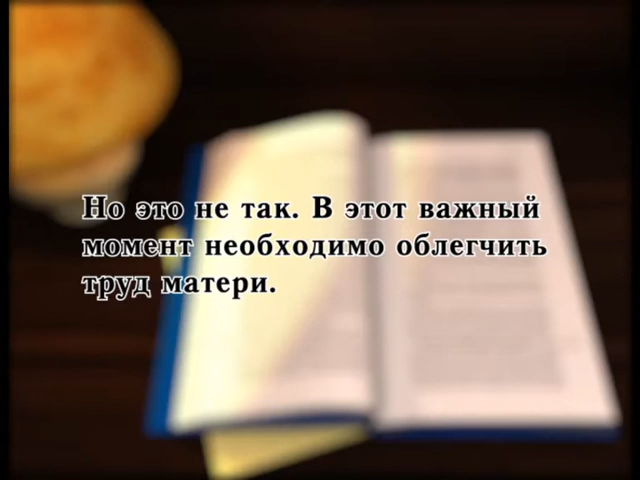 Но это не так. В этот важный
момент необходимо облегчить
труд матери.